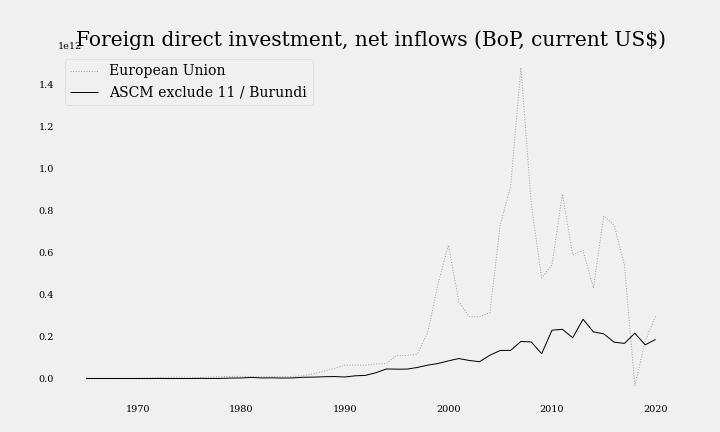 Foreign direct investment, net inflows (BoP, current US$)
1e12
European Union
ASCM exclude 11 / Burundi
1.4
1.2
1.0
0.8
0.6
0.4
0.2
0.0
1970 1980 1990 2000 2010 2020